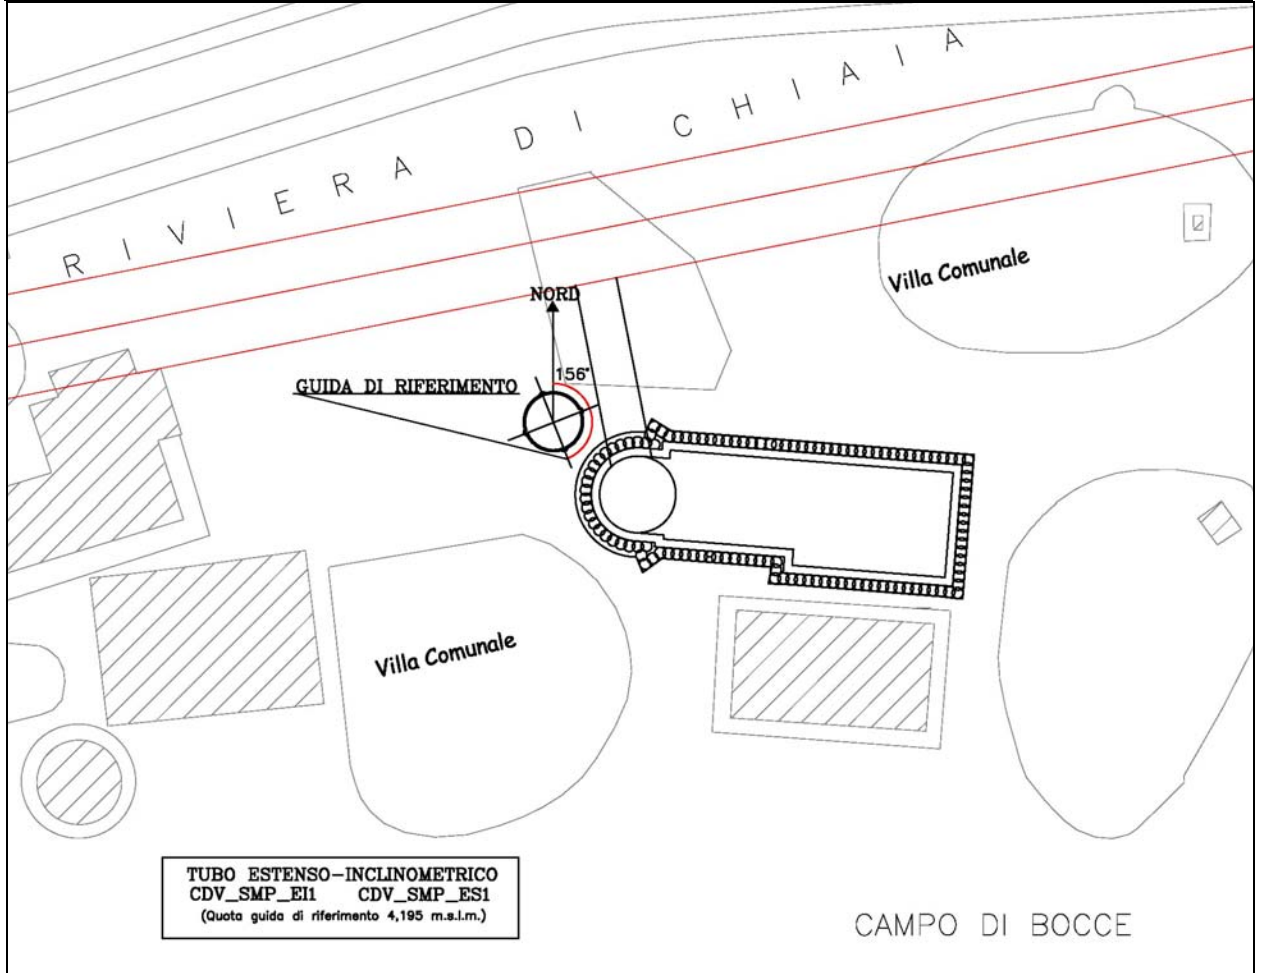 RIVIERA DI CHIAIA
Villa Comunale
NORD
156°
GUIDA DI RIFERIMENTO
Villa Comunale
TUBO ESTENSO-INCLINOMETRICO
CDV_SMP_EI1 CDV_SMP_ES1
(Quota guida di riferimento 4,195 m.s.l.m.)
CAMPO DI BOCCE